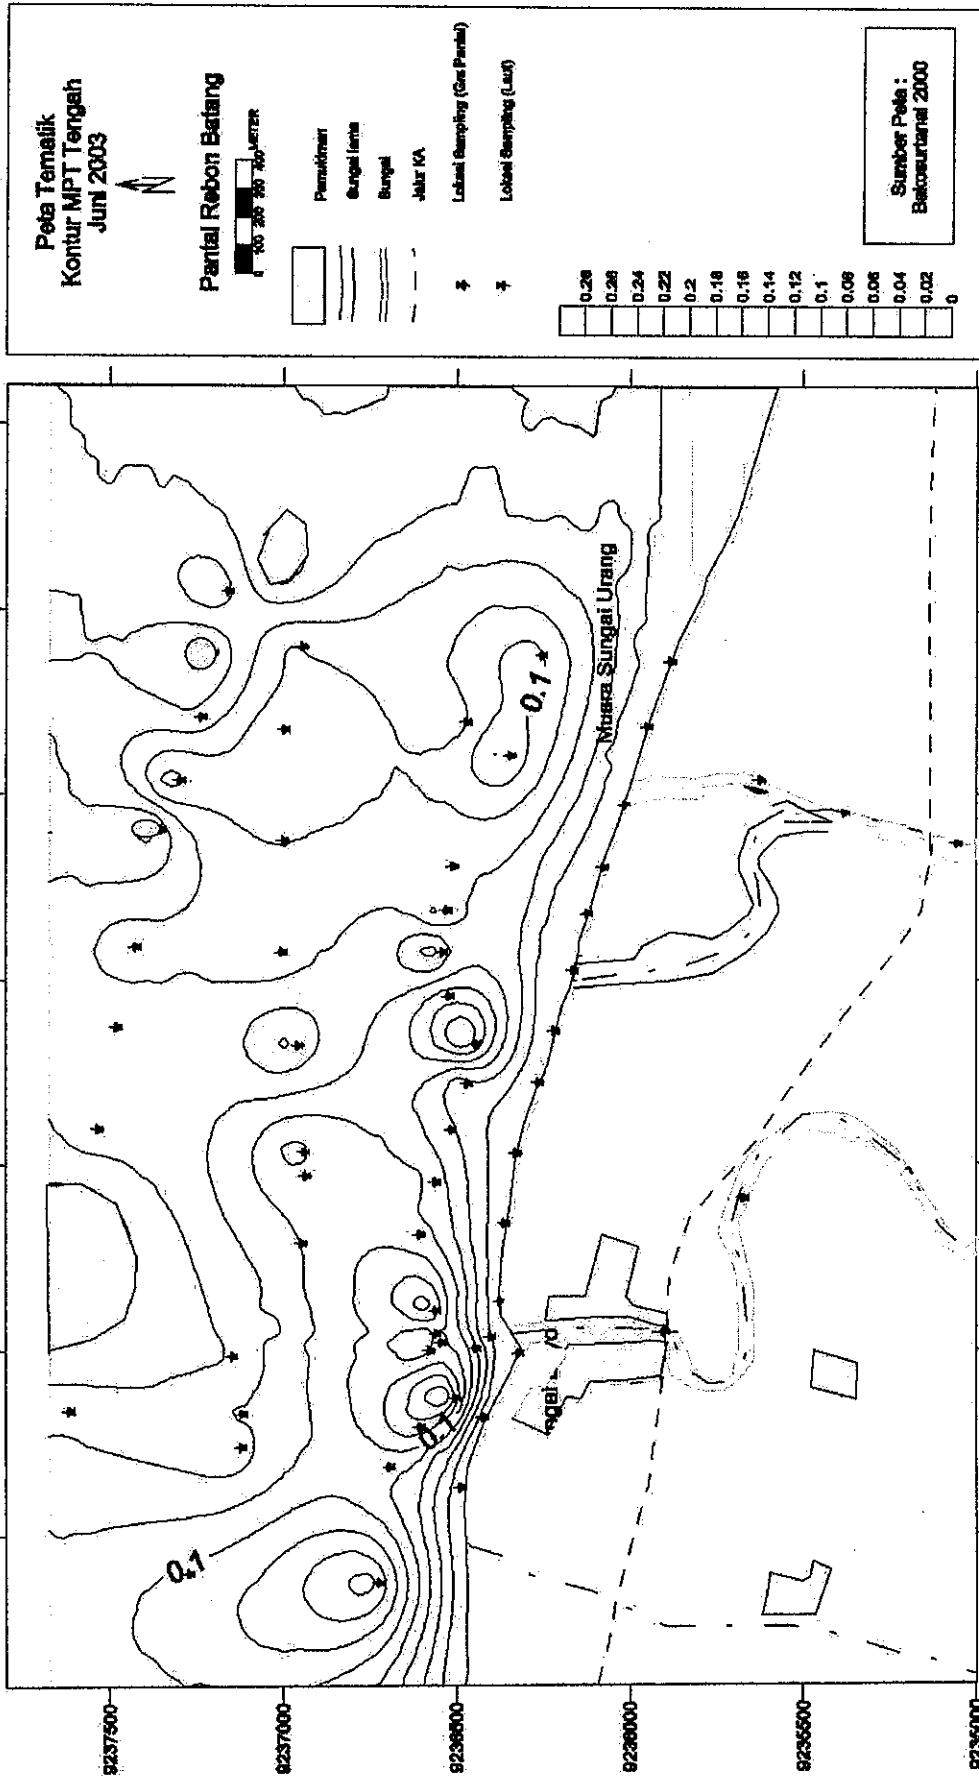 Peta Tematik
Kontur MPT Tengah
Juni 2003
N
Pantai Rebon Batang
0 100 200 300 400
METER
Pemukiman
Sungai lama
Sungai
Jalur KA
Lokasi Sampling (Grs Pantai)
Lokasi Sampling (Laut)
0.28
0.26
0.24
0.22
0.2
0.18
0.16
0.14
0.12
0.1
0.08
0.06
0.04
0.02
0
Sumber Peta :
Bakosurtanal 2000
0.1
0.1
0.1
Muara Sungai Urang
ngai
9237500
9237000
9236500
9236000
9235500
9235000